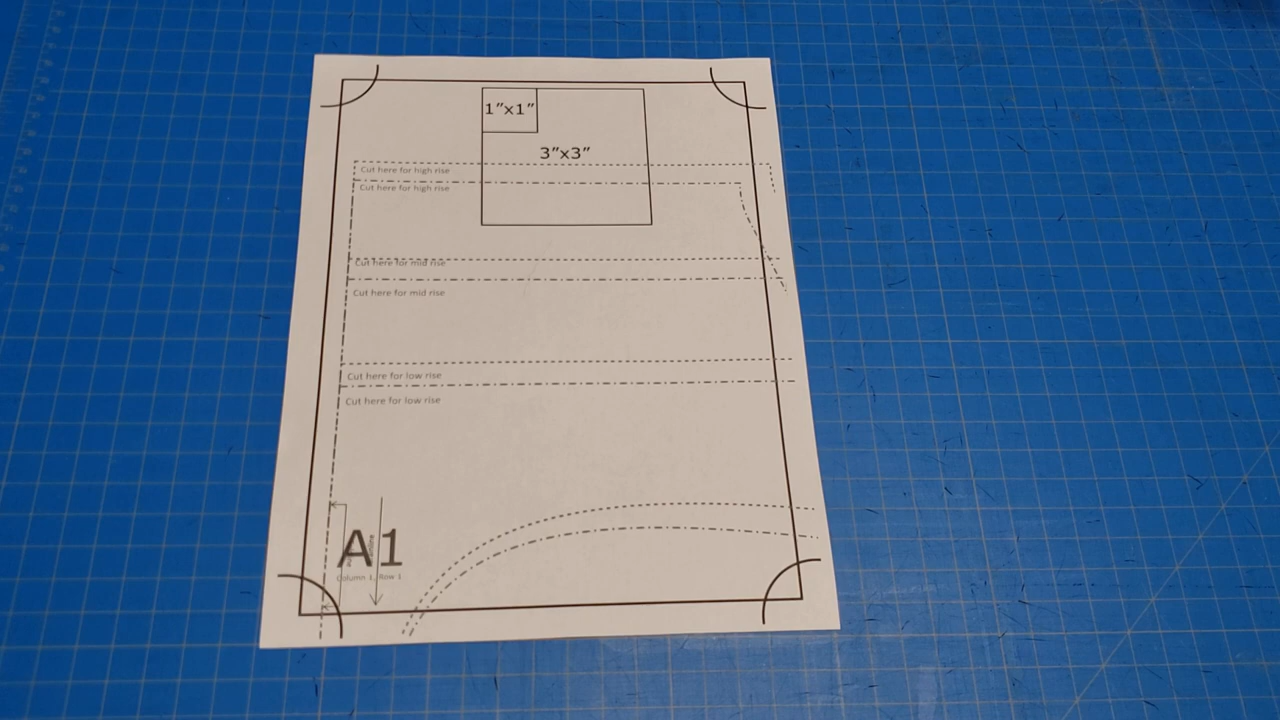 1”x1”
3”x3”
Cut here for high rise
Cut here for high rise
Cut here for mid rise
Cut here for mid rise
Cut here for low rise
Cut here for low rise
A1
Column 1, Row 1